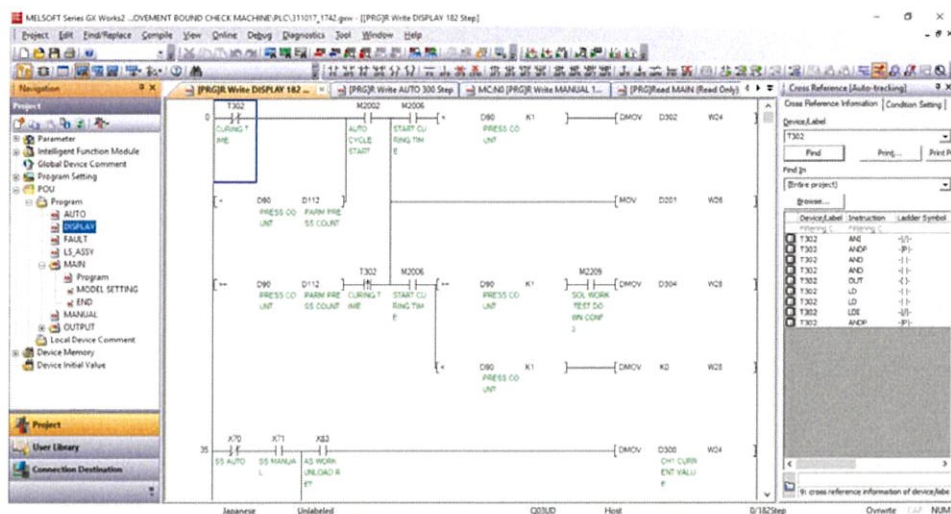 MELSOFT Series GX Works2 ...OVEMENT BOUND CHECK MACHINE\PLC\311017_1742.gxw - [[PRG]R Write DISPLAY 182 Step]
Project Edit Find/Replace Compile View Online Debug Diagnostics Tool Window Help
Navigation
[PRG]R Write DISPLAY 182 ...
[PRG]R Write AUTO 300 Step
MC:N0 [PRG]R Write MANUAL 1...
[PRG]Read MAIN (Read Only)
Cross Reference [Auto-tracking]
Project
Parameter
Intelligent Function Module
Global Device Comment
Program Setting
POU
Program
AUTO
DISPLAY
FAULT
LS_ASSY
MAIN
Program
MODEL SETTING
END
MANUAL
OUTPUT
Local Device Comment
Device Memory
Device Initial Value
Project
User Library
Connection Destination
T302 M2002 M2006
0 D80 K1 DMOV D302 W24
CURING T AUTO START CU PRESS CO
IME CYCLE RING TIM UNT
START E
D80 D112 MOV D201 W26
PRESS CO PARM PRE
UNT SS COUNT
T302 M2006 M2209
D80 D112 D80 K1 DMOV D304 W28
PRESS CO PARM PRE CURING T START CU PRESS CO SOL WORK
UNT SS COUNT IME RING TIM UNT TEST DO
E WN CONF
D80 K1 DMOV K0 W28
PRESS CO
UNT
X70 X71 X83
35 DMOV D300 W24
SS AUTO SS MANUA AS WORK CH1 CURR
L UNLOAD R ENT VALU
ET E
Cross Reference Information Condition Setting
Device/Label
T302
Find Print... Print P
Find In
(Entire project)
Browse...
Device/Label Instruction Ladder Symbol
T302 ANI -|/|-
T302 ANDP -|P|-
T302 AND -| |-
T302 AND -| |-
T302 OUT -( )-
T302 LD -| |-
T302 LD -| |-
T302 LDI -|/|-
T302 ANDP -|P|-
9: cross reference information of device/labe
Japanese Unlabeled Q03UD Host 0/182Step Overwrite CAP NUM